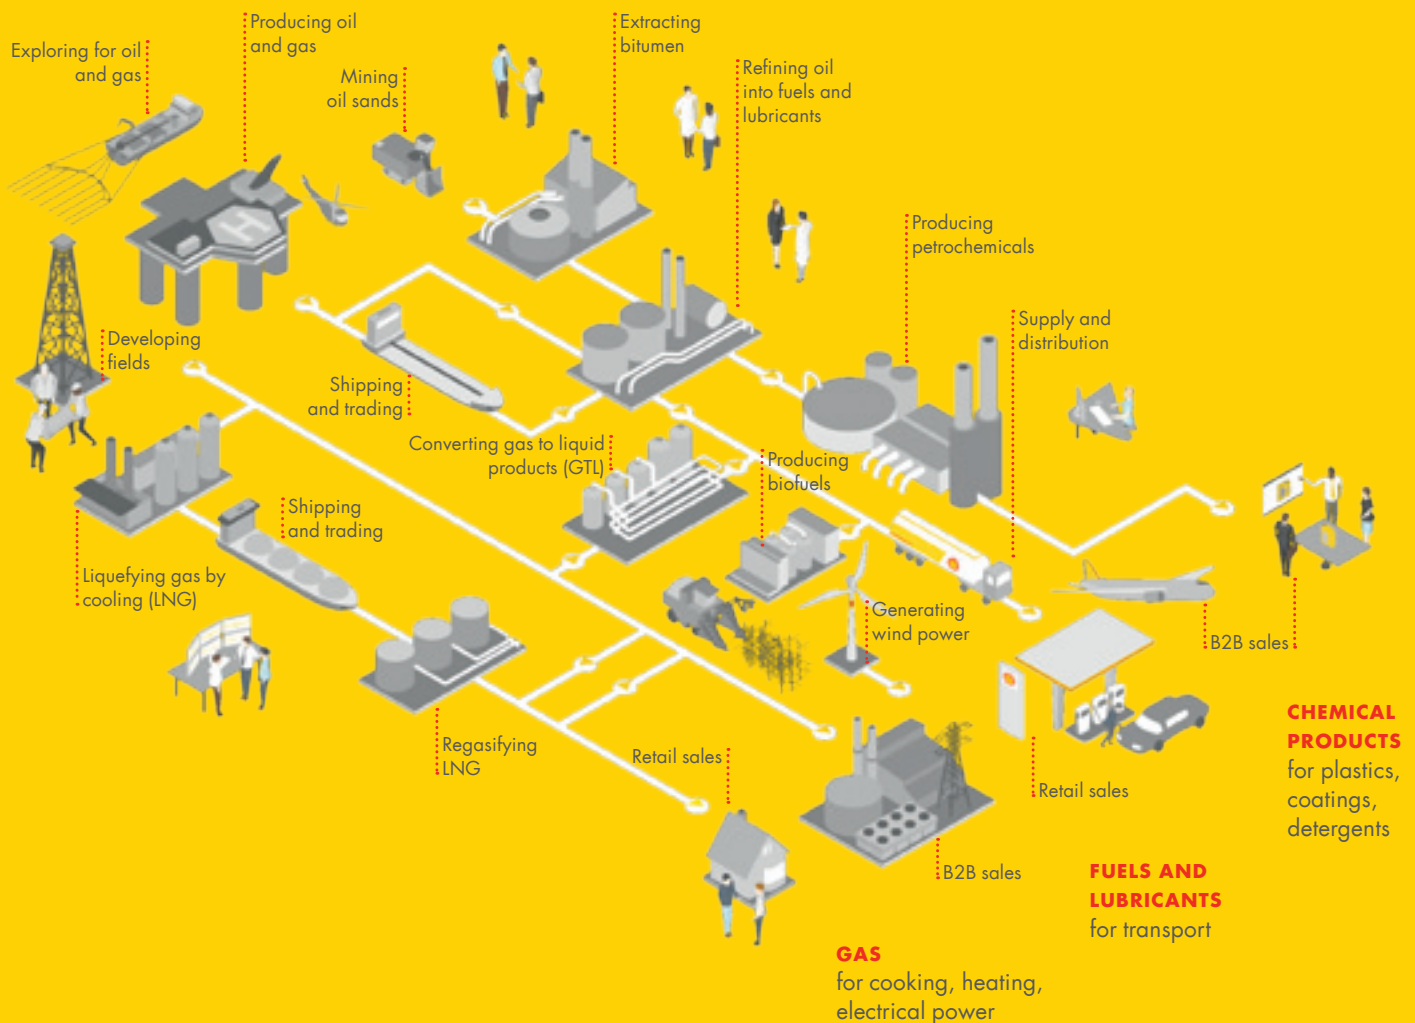 Producing oil
and gas
Extracting
bitumen
Exploring for oil
and gas
Mining
oil sands
Refining oil
into fuels and
lubricants
Producing
petrochemicals
Supply and
distribution
Developing
fields
Shipping
and trading
Converting gas to liquid
products (GTL)
Producing
biofuels
Shipping
and trading
Liquefying gas by
cooling (LNG)
Generating
wind power
B2B sales
Regasifying
LNG
Retail sales
Retail sales
B2B sales
CHEMICAL
PRODUCTS
for plastics,
coatings,
detergents
FUELS AND
LUBRICANTS
for transport
GAS
for cooking, heating,
electrical power
H